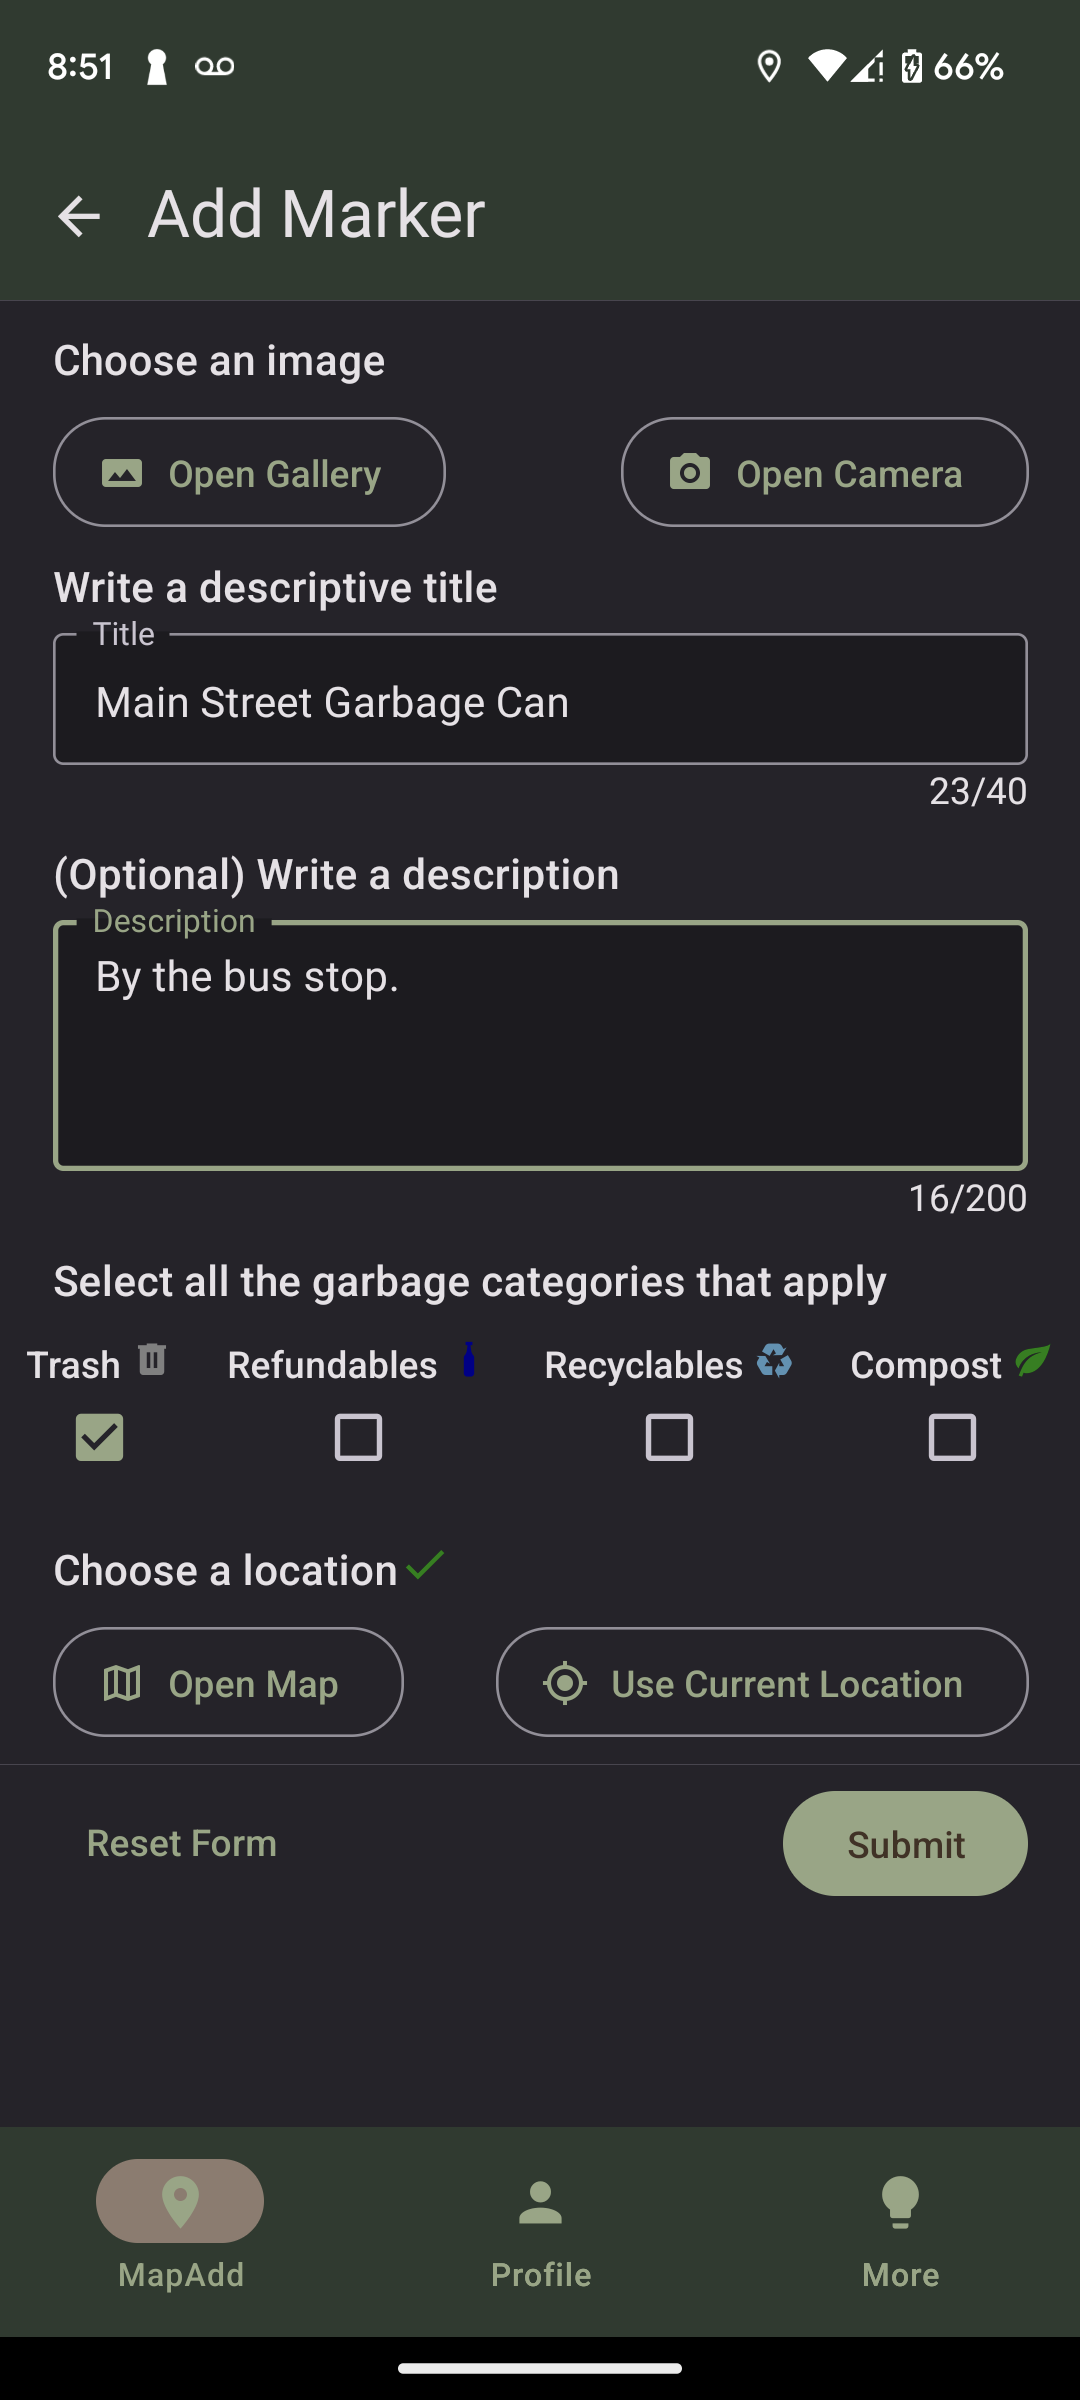 8:51 66%
Add Marker
Choose an image
Open Gallery Open Camera
Write a descriptive title
Title
Main Street Garbage Can
23/40
(Optional) Write a description
Description
By the bus stop.
16/200
Select all the garbage categories that apply
Trash Refundables Recyclables Compost
Choose a location
Open Map Use Current Location
Reset Form Submit
MapAdd Profile More